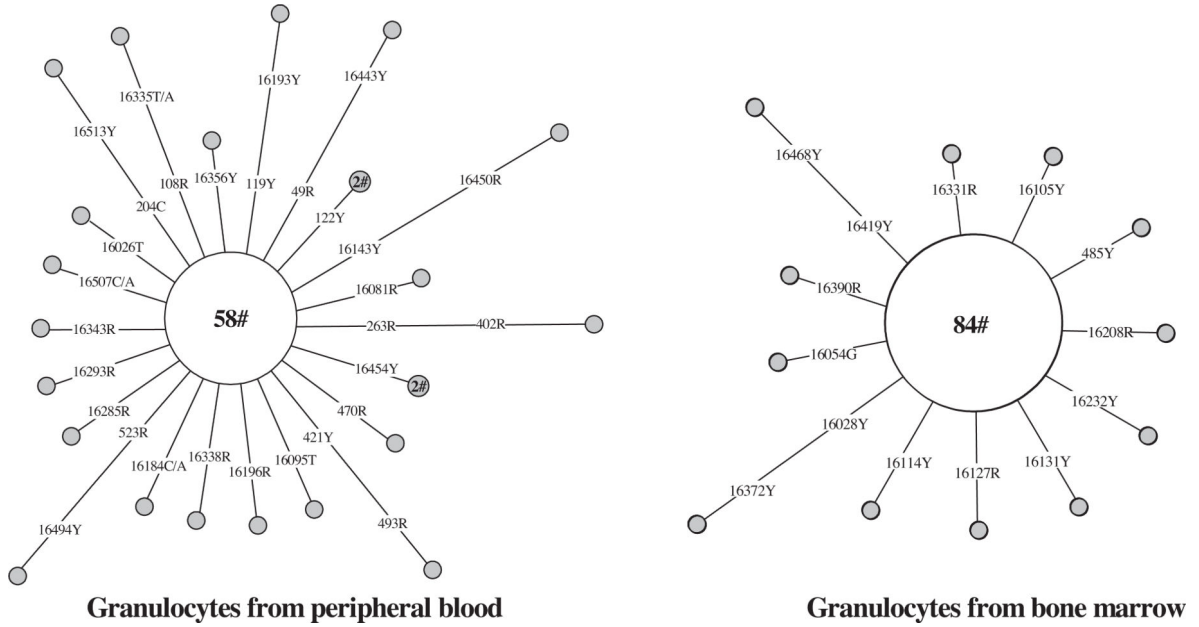 16193Y
16443Y
16335T/A
16513Y
16356Y
119Y
49R
2#
16450R
108R
204C
122Y
16026T
16143Y
16507C/A
16081R
58#
16343R
263R
402R
16293R
16454Y
2#
16285R
470R
523R
421Y
16184C/A
16338R
16196R
16095T
16494Y
493R
Granulocytes from peripheral blood
16468Y
16331R
16105Y
16419Y
485Y
16390R
84#
16208R
16054G
16232Y
16028Y
16114Y
16127R
16131Y
16372Y
Granulocytes from bone marrow